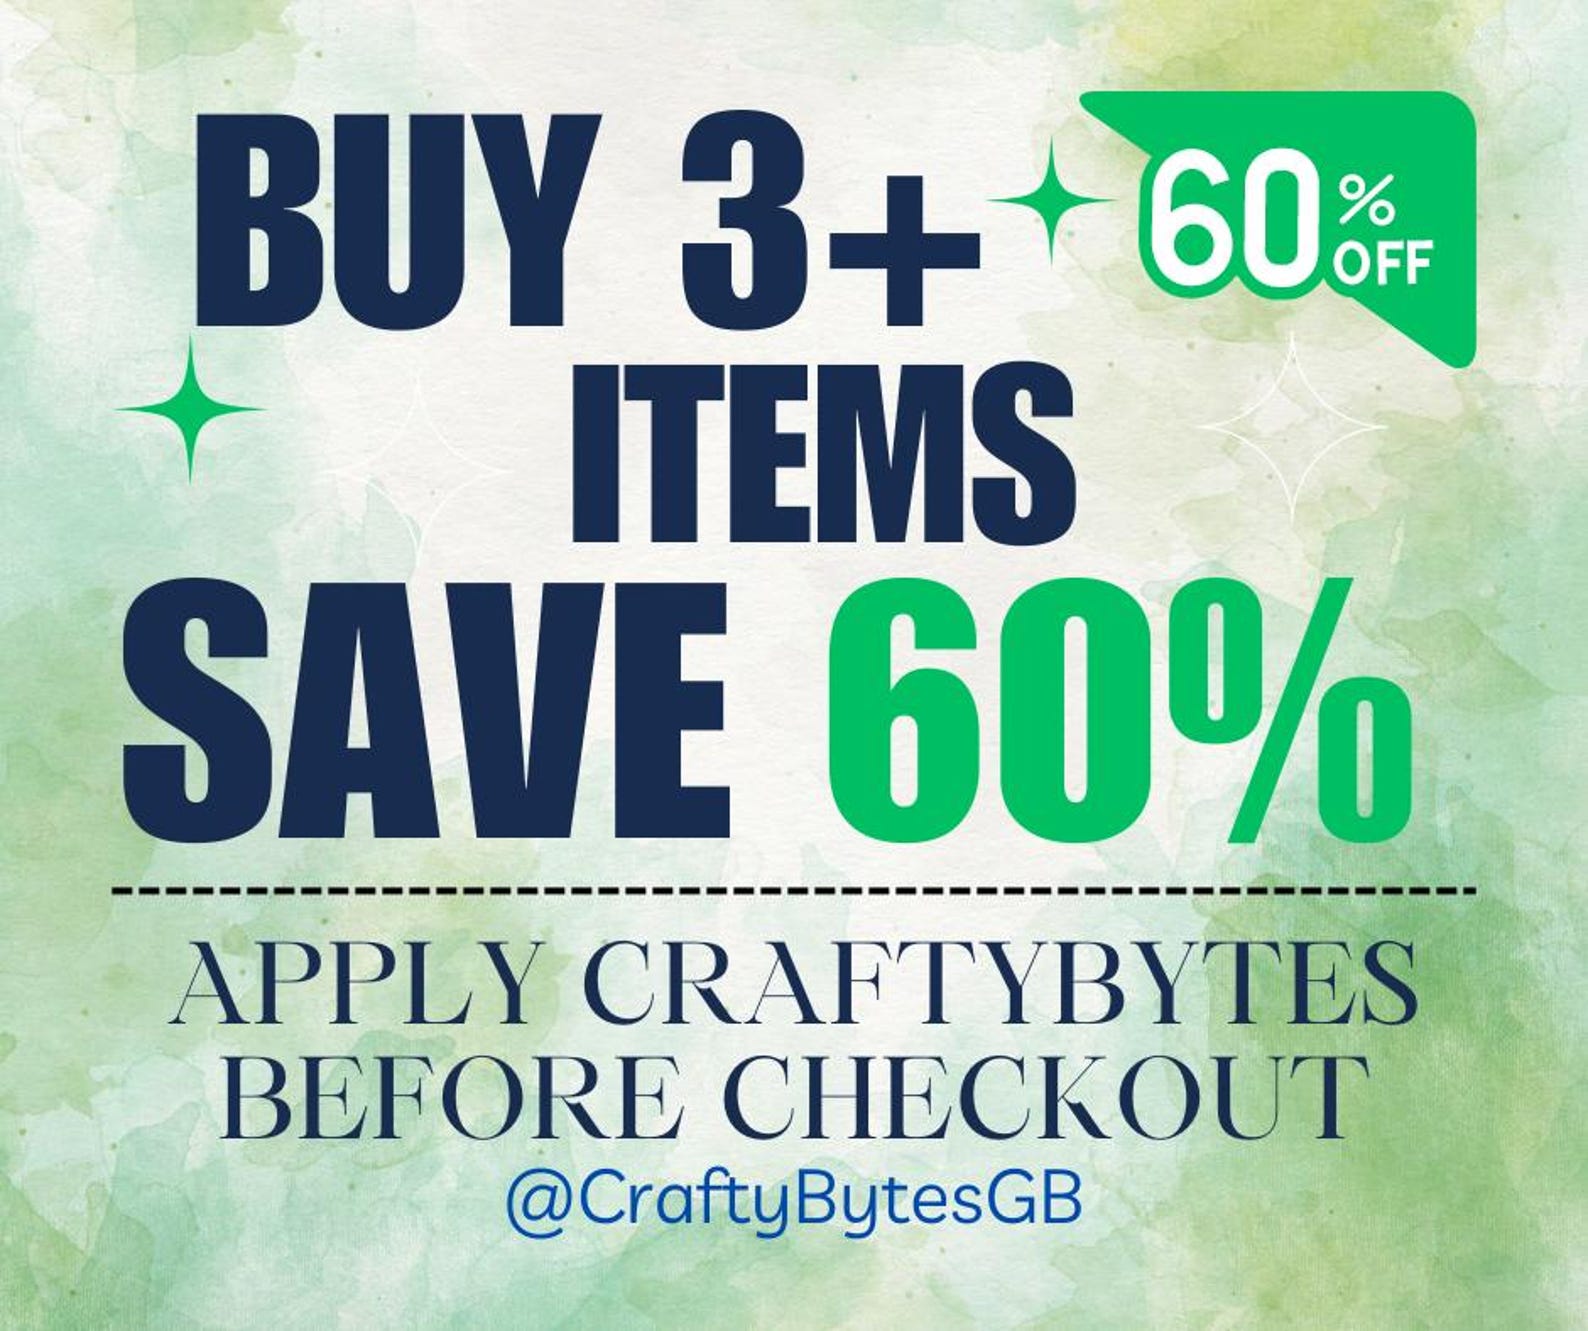 BUY 3+
60%
OFF
ITEMS
SAVE 60%
APPLY CRAFTYBYTES
BEFORE CHECKOUT
@CraftyBytesGB